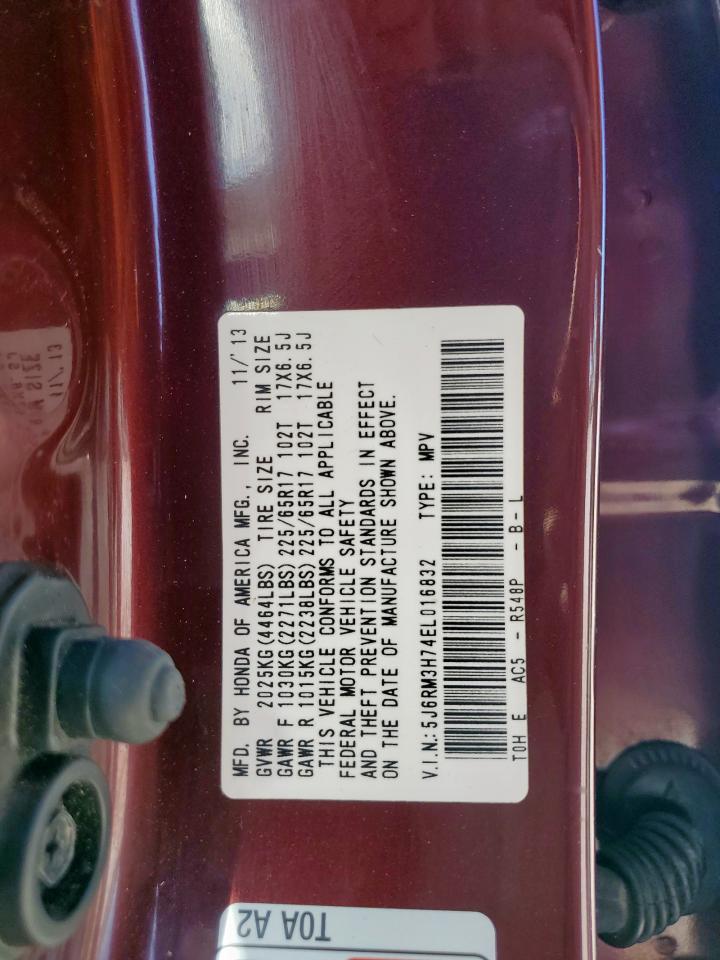 MFD. BY HONDA OF AMERICA MFG., INC. 11/'13
GVWR 2025KG(4464LBS) TIRE SIZE RIM SIZE
GAWR F 1030KG(2271LBS) 225/65R17 102T 17X6.5J
GAWR R 1015KG(2238LBS) 225/65R17 102T 17X6.5J
THIS VEHICLE CONFORMS TO ALL APPLICABLE
FEDERAL MOTOR VEHICLE SAFETY
AND THEFT PREVENTION STANDARDS IN EFFECT
ON THE DATE OF MANUFACTURE SHOWN ABOVE.
V.I.N.: 5J6RM3H74EL016832 TYPE: MPV
T0H E AC5 - R548P - B - L
T0A A2